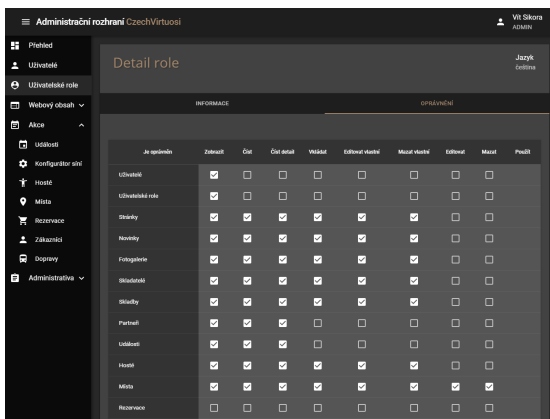 Administrační rozhraní CzechVirtuosi
Vít Sikora
ADMIN
Přehled
Uživatelé
Uživatelské role
Webový obsah
Akce
Události
Konfigurátor síní
Hosté
Místa
Rezervace
Zákazníci
Dopravy
Administrativa
Detail role
Jazyk
čeština
INFORMACE OPRÁVNĚNÍ
Je oprávněn Zobrazit Číst Číst detail Vkládat Editovat vlastní Mazat vlastní Editovat Mazat Použít
Uživatelé
Uživatelské role
Stránky
Novinky
Fotogalerie
Skladatelé
Skladby
Partneři
Události
Hosté
Místa
Rezervace